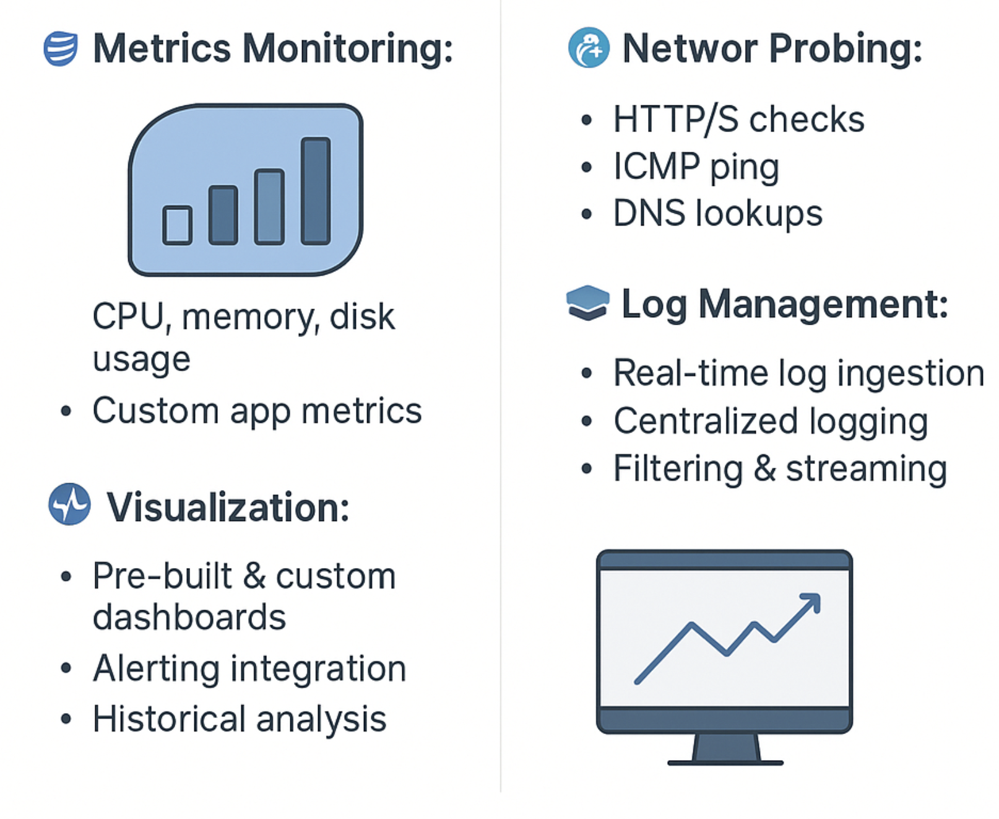 Metrics Monitoring:
CPU, memory, disk
usage
• Custom app metrics
Visualization:
• Pre-built & custom
dashboards
• Alerting integration
• Historical analysis
Networ Probing:
• HTTP/S checks
• ICMP ping
• DNS lookups
Log Management:
• Real-time log ingestion
• Centralized logging
• Filtering & streaming